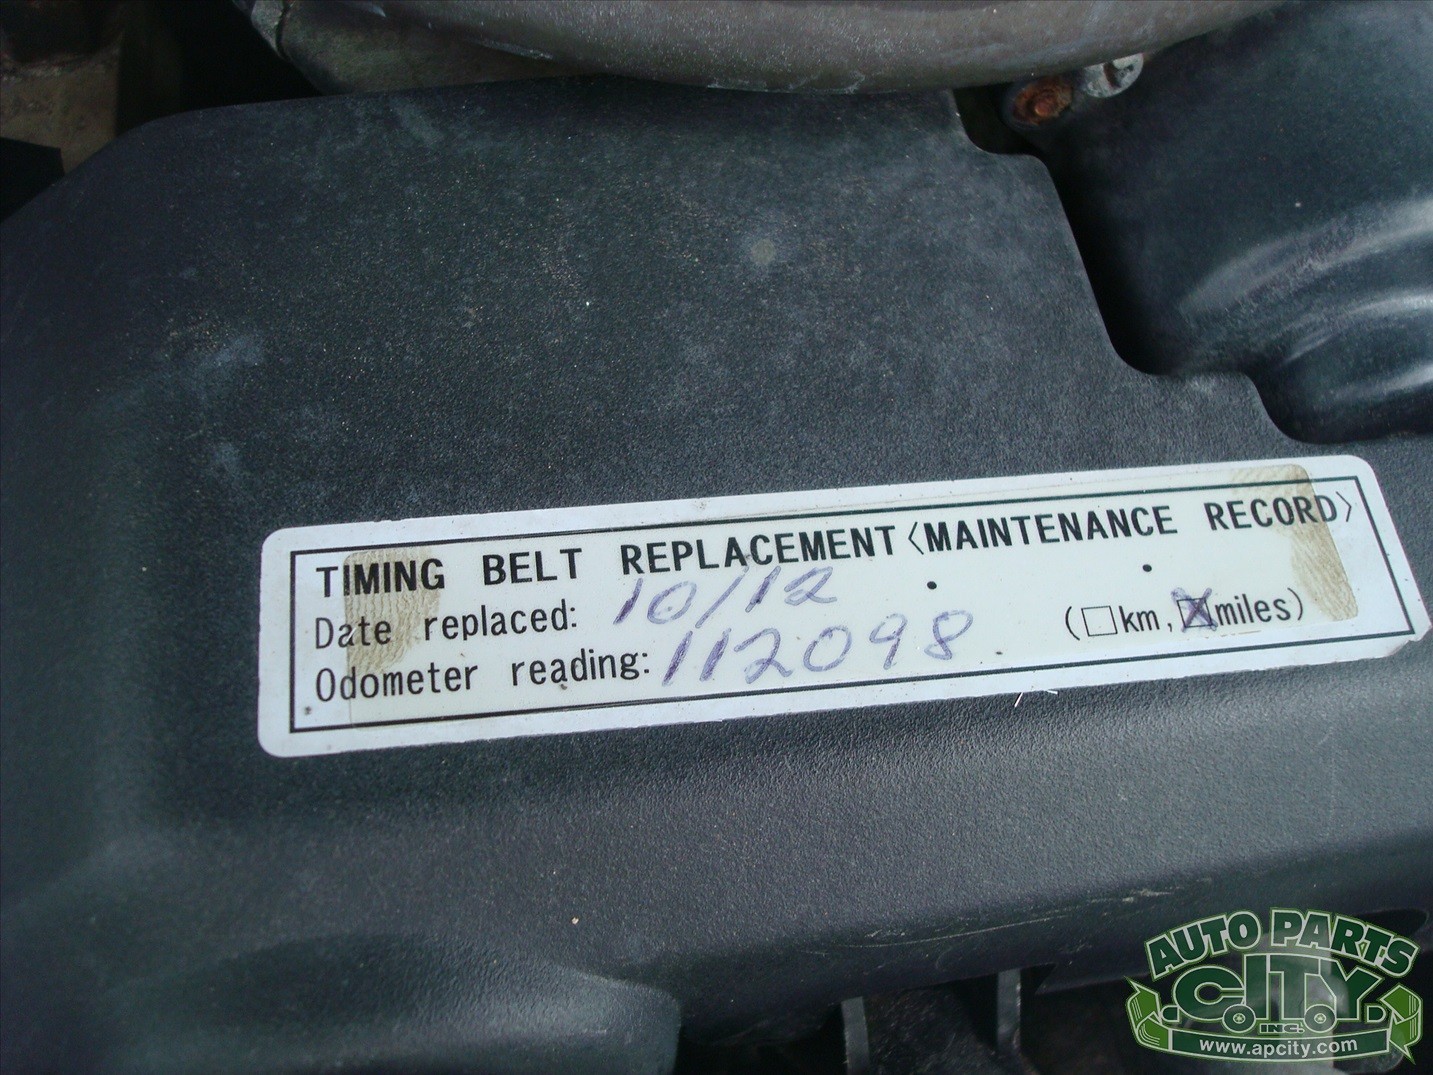 TIMING BELT REPLACEMENT〈MAINTENANCE RECORD〉
Date replaced: 10/12
Odometer reading: 112098 (□km, ☒miles)
AUTO PARTS
C.I.T.Y.
INC.
www.apcity.com